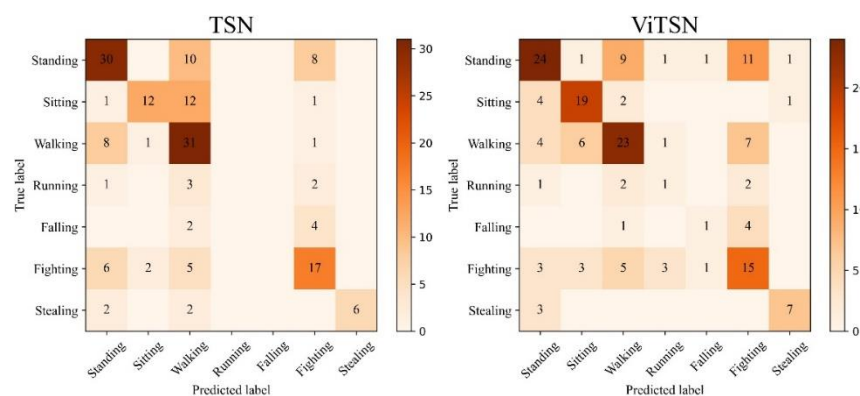 TSN
Standing 30 10 8
Sitting 1 12 12 1
Walking 8 1 31 1
Running 1 3 2
Falling 2 4
Fighting 6 2 5 17
Stealing 2 2 6
True label
Standing Sitting Walking Running Falling Fighting Stealing
Predicted label
30
25
20
15
10
5
0
ViTSN
Standing 24 1 9 1 1 11 1
Sitting 4 19 2 1
Walking 4 6 23 1 7
Running 1 2 1 2
Falling 1 1 4
Fighting 3 3 5 3 1 15
Stealing 3 7
True label
Standing Sitting Walking Running Falling Fighting Stealing
Predicted label
5
0